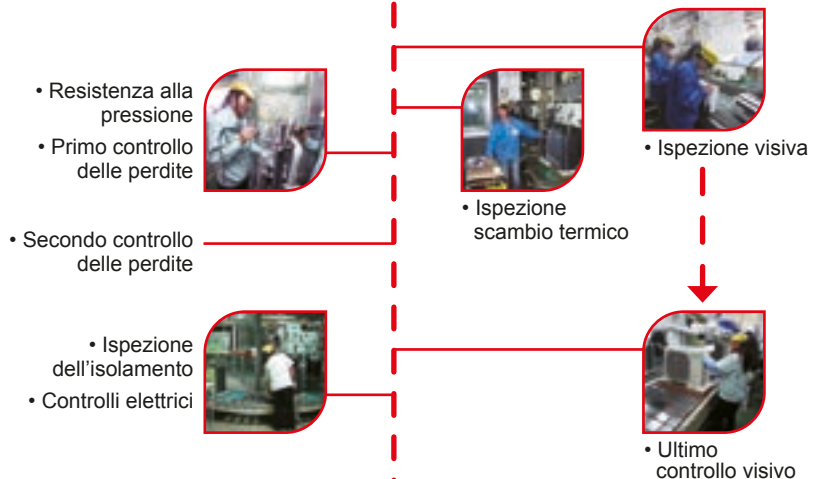 • Resistenza alla
pressione
• Primo controllo
delle perdite
• Ispezione visiva
• Ispezione
scambio termico
• Secondo controllo
delle perdite
• Ispezione
dell'isolamento
• Controlli elettrici
• Ultimo
controllo visivo